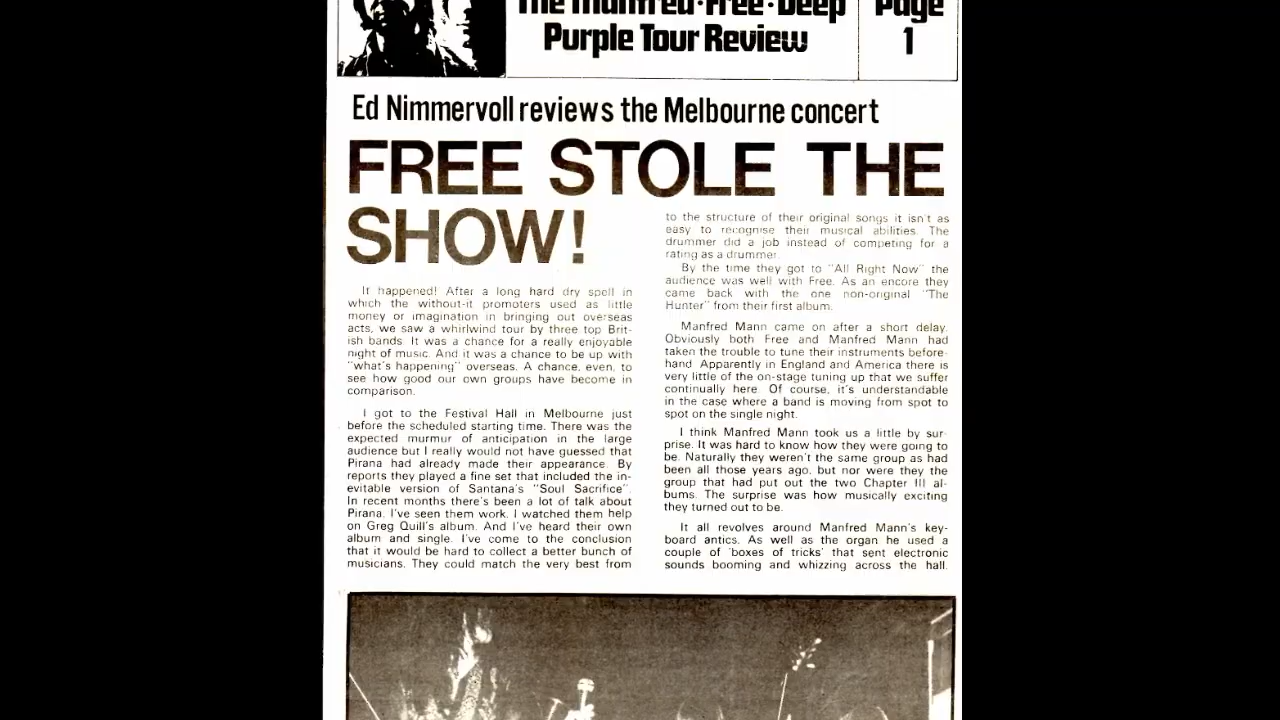 The Manfred·Free·Deep
Purple Tour Review
Page
1
Ed Nimmervoll reviews the Melbourne concert
FREE STOLE THE
SHOW!
It happened! After a long hard dry spell in
which the without-it promoters used as little
money or imagination in bringing out overseas
acts, we saw a whirlwind tour by three top Brit-
ish bands. It was a chance for a really enjoyable
night of music. And it was a chance to be up with
"what's happening" overseas. A chance, even, to
see how good our own groups have become in
comparison.
I got to the Festival Hall in Melbourne just
before the scheduled starting time. There was the
expected murmur of anticipation in the large
audience but I really would not have guessed that
Pirana had already made their appearance. By
reports they played a fine set that included the in-
evitable version of Santana's "Soul Sacrifice".
In recent months there's been a lot of talk about
Pirana. I've seen them work. I watched them help
on Greg Quill's album. And I've heard their own
album and single. I've come to the conclusion
that it would be hard to collect a better bunch of
musicians. They could match the very best from
to the structure of their original songs it isn't as
easy to recognise their musical abilities. The
drummer did a job instead of competing for a
rating as a drummer.
By the time they got to "All Right Now" the
audience was well with Free. As an encore they
came back with the one non-original "The
Hunter" from their first album.
Manfred Mann came on after a short delay.
Obviously both Free and Manfred Mann had
taken the trouble to tune their instruments before-
hand. Apparently in England and America there is
very little of the on-stage tuning up that we suffer
continually here. Of course, it's understandable
in the case where a band is moving from spot to
spot on the single night.
I think Manfred Mann took us a little by sur-
prise. It was hard to know how they were going to
be. Naturally they weren't the same group as had
been all those years ago, but nor were they the
group that had put out the two Chapter III al-
bums. The surprise was how musically exciting
they turned out to be.
It all revolves around Manfred Mann's key-
board antics. As well as the organ he used a
couple of 'boxes of tricks' that sent electronic
sounds booming and whizzing across the hall.